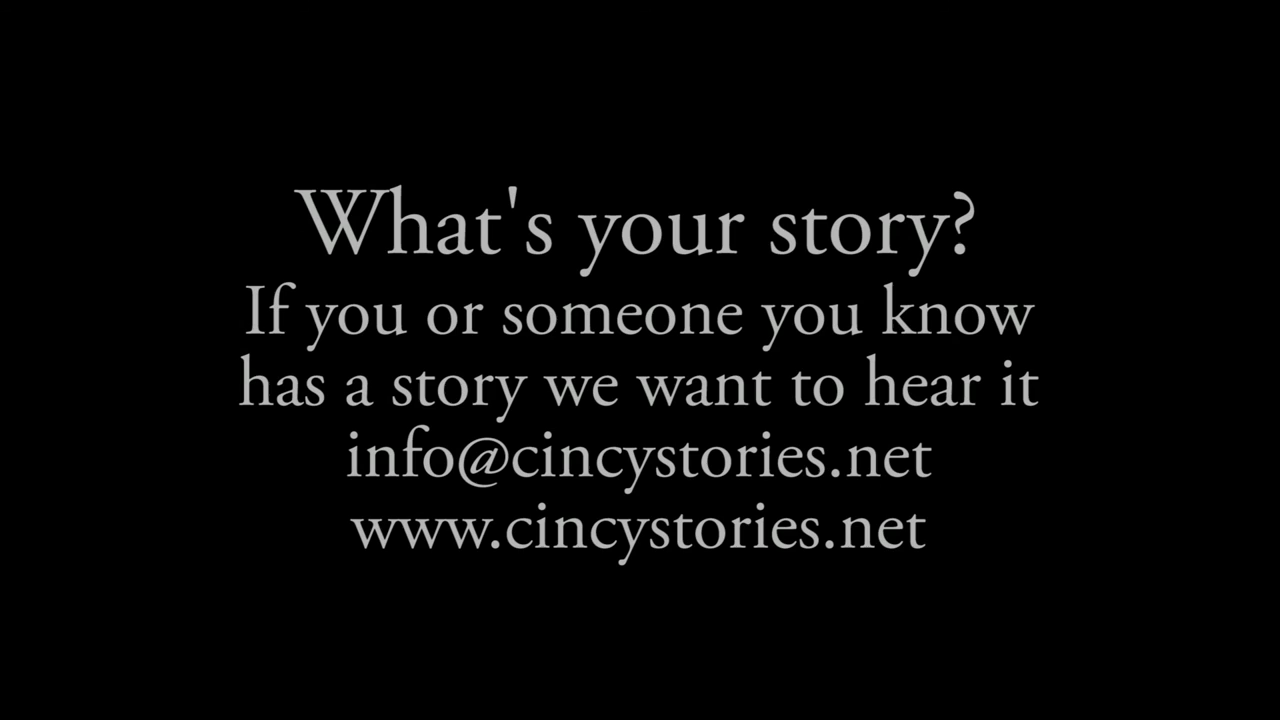 What's your story?
If you or someone you know
has a story we want to hear it
info@cincystories.net
www.cincystories.net